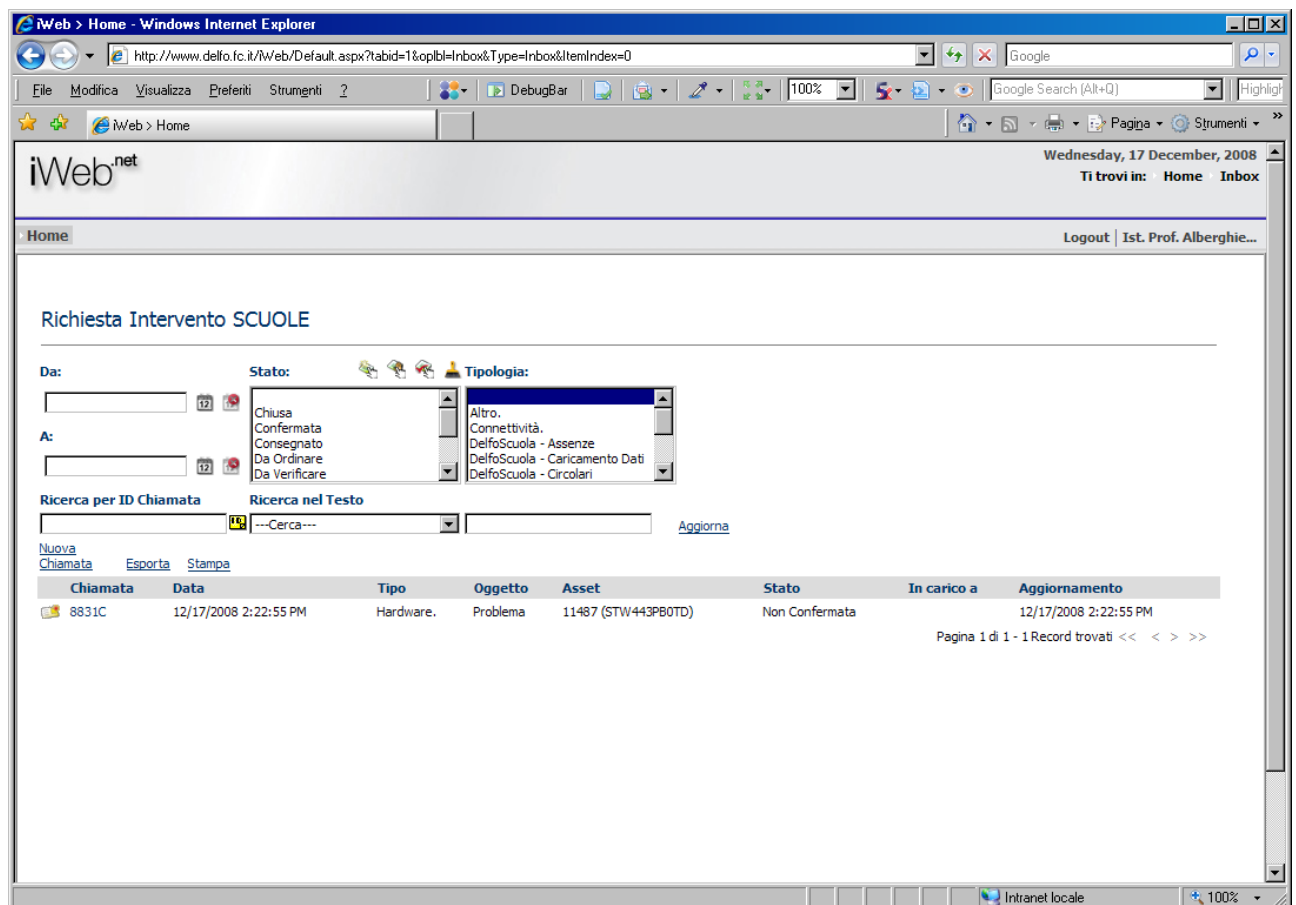 iWeb > Home - Windows Internet Explorer
http://www.delfo.fc.it/iWeb/Default.aspx?tabid=1&oplbl=Inbox&Type=Inbox&ItemIndex=0
Google
File Modifica Visualizza Preferiti Strumenti ?
DebugBar
100%
Google Search (Alt+Q)
Highligh
iWeb > Home
Pagina
Strumenti
»
iWeb.net
Wednesday, 17 December, 2008
Ti trovi in: Home Inbox
Home
Logout | Ist. Prof. Alberghie...
Richiesta Intervento SCUOLE
Da:
Stato:
Tipologia:
12
Chiusa
Confermata
Consegnato
Da Ordinare
Da Verificare
Altro.
Connettività.
DelfoScuola - Assenze
DelfoScuola - Caricamento Dati
DelfoScuola - Circolari
A:
12
Ricerca per ID Chiamata
Ricerca nel Testo
---Cerca---
Aggiorna
Nuova
Chiamata Esporta Stampa
Chiamata Data Tipo Oggetto Asset Stato In carico a Aggiornamento
8831C 12/17/2008 2:22:55 PM Hardware. Problema 11487 (STW443PB0TD) Non Confermata 12/17/2008 2:22:55 PM
Pagina 1 di 1 - 1 Record trovati << < > >>
Intranet locale
100%